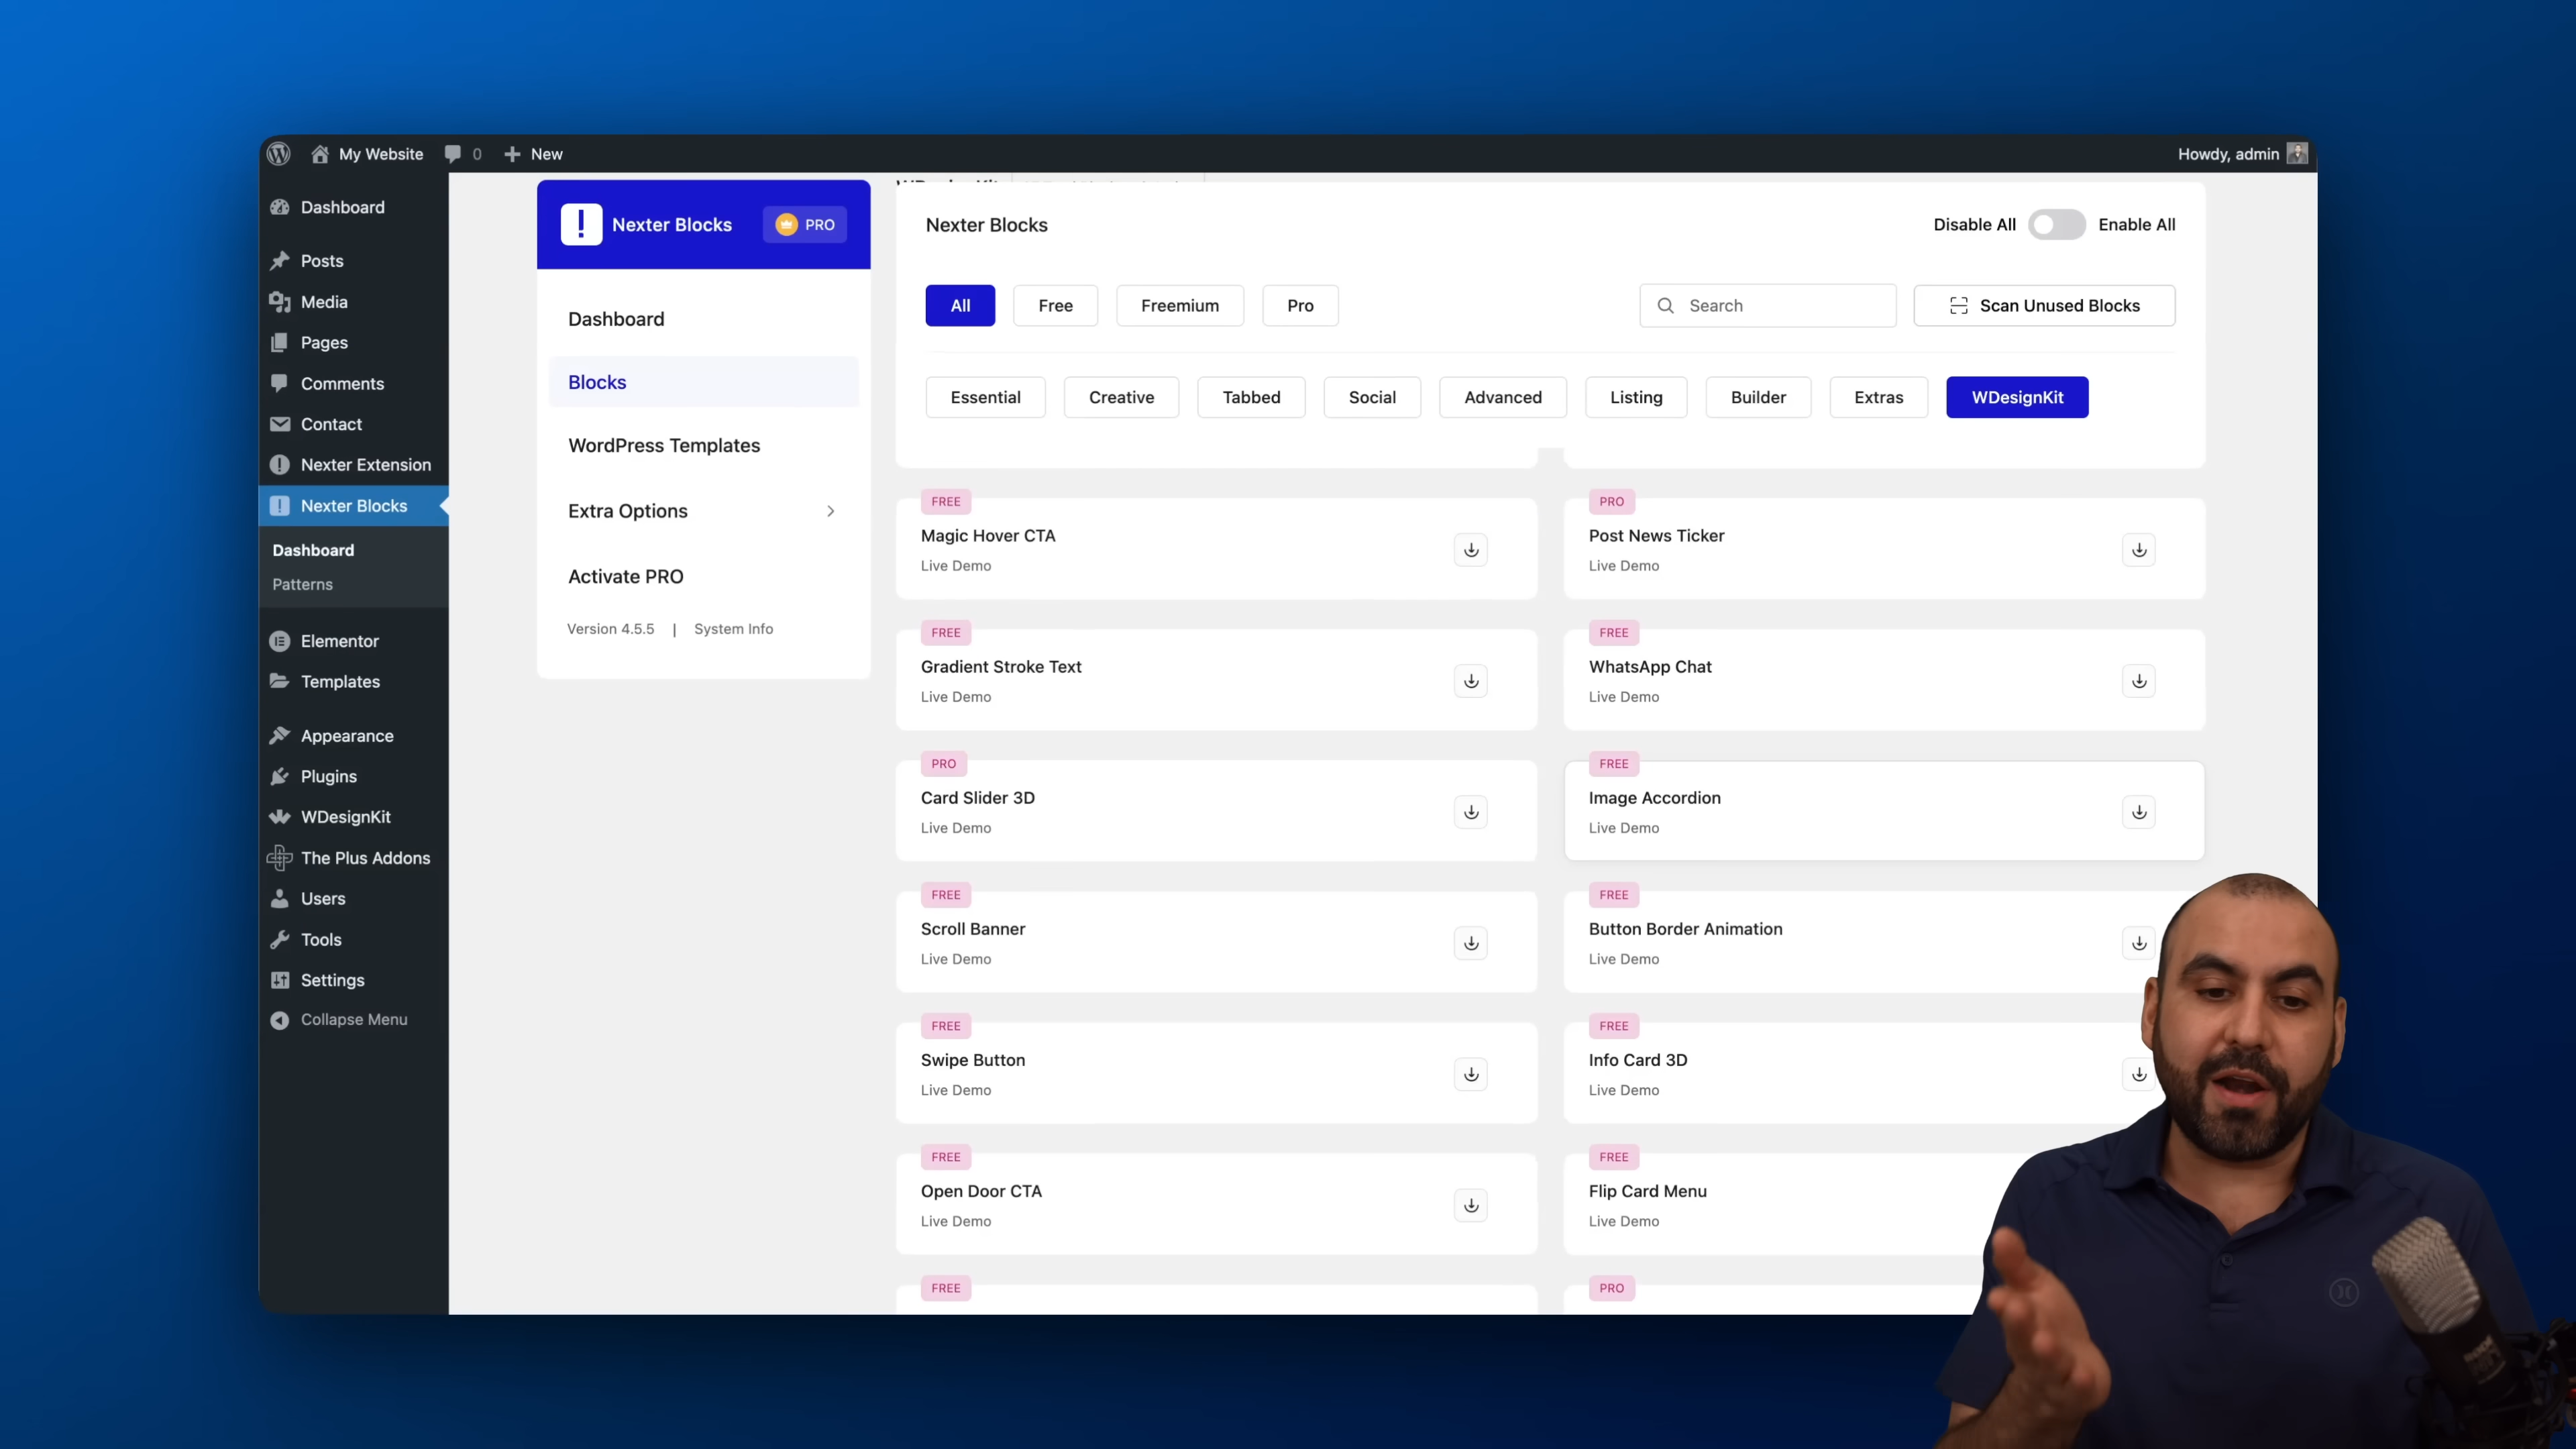 My Website
0
New
Howdy, admin
Dashboard
Posts
Media
Pages
Comments
Contact
Nexter Extension
Nexter Blocks
Dashboard
Patterns
Elementor
Templates
Appearance
Plugins
WDesignKit
The Plus Addons
Users
Tools
Settings
Collapse Menu
Nexter Blocks
PRO
Dashboard
Blocks
WordPress Templates
Extra Options
Activate PRO
Version 4.5.5 | System Info
Nexter Blocks
Disable All
Enable All
All
Free
Freemium
Pro
Search
Scan Unused Blocks
Essential
Creative
Tabbed
Social
Advanced
Listing
Builder
Extras
WDesignKit
FREE
Magic Hover CTA
Live Demo
PRO
Post News Ticker
Live Demo
FREE
Gradient Stroke Text
Live Demo
FREE
WhatsApp Chat
Live Demo
PRO
Card Slider 3D
Live Demo
FREE
Image Accordion
Live Demo
FREE
Scroll Banner
Live Demo
FREE
Button Border Animation
Live Demo
FREE
Swipe Button
Live Demo
FREE
Info Card 3D
Live Demo
FREE
Open Door CTA
Live Demo
FREE
Flip Card Menu
Live Demo
FREE
PRO